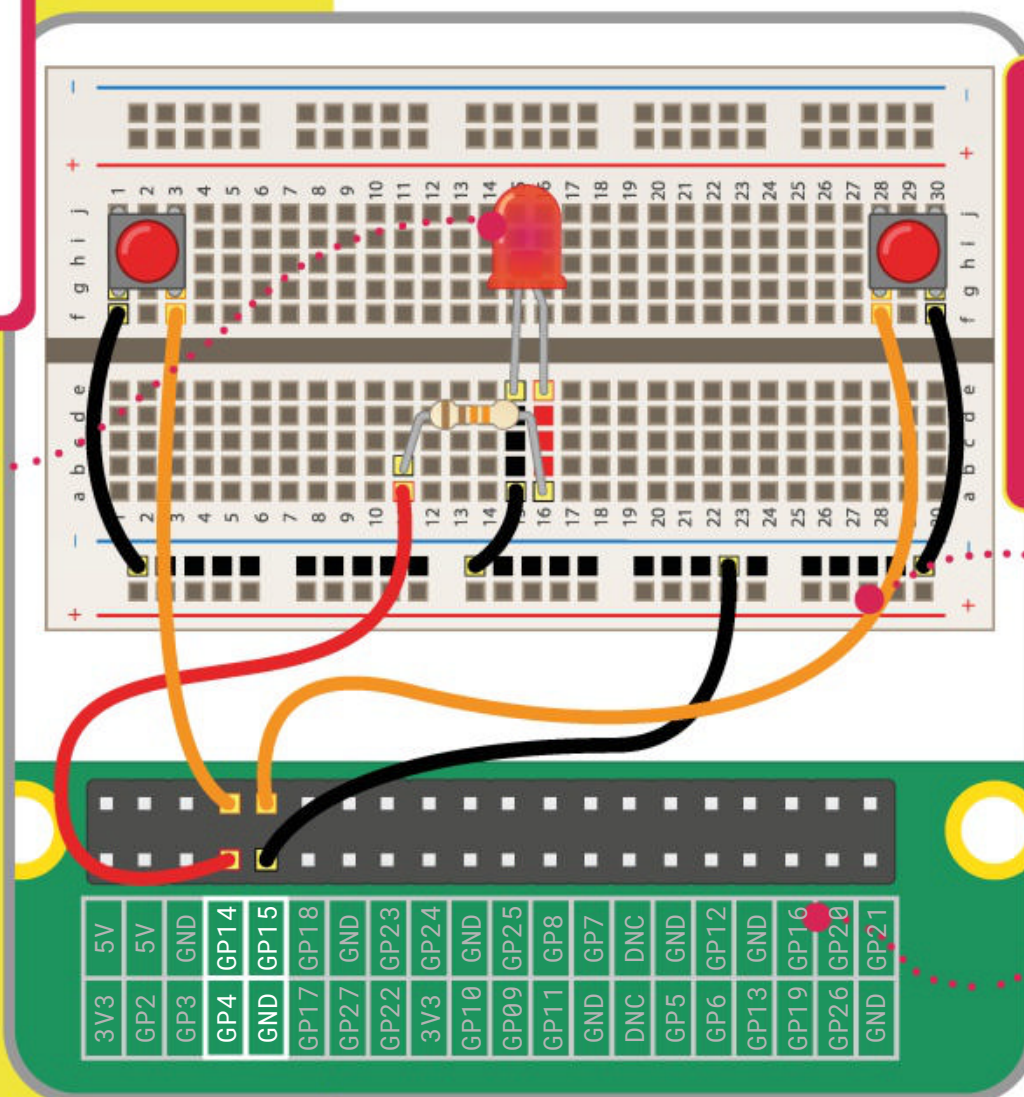 – –
+ +
1 2 3 4 5 6 7 8 9 10 11 12 13 14 15 16 17 18 19 20 21 22 23 24 25 26 27 28 29 30
j j
i i
h h
g g
f f
e e
d d
c c
b b
a a
1 2 3 4 5 6 7 8 9 10 12 13 14 15 16 17 18 19 20 21 22 23 24 25 26 27 28 30
– –
+ +
5V 5V GND GP14 GP15 GP18 GND GP23 GP24 GND GP25 GP8 GP7 DNC GND GP12 GND GP16 GP20 GP21
3V3 GP2 GP3 GP4 GND GP17 GP27 GP22 3V3 GP10 GP09 GP11 GND DNC GP5 GP6 GP13 GP19 GP26 GND